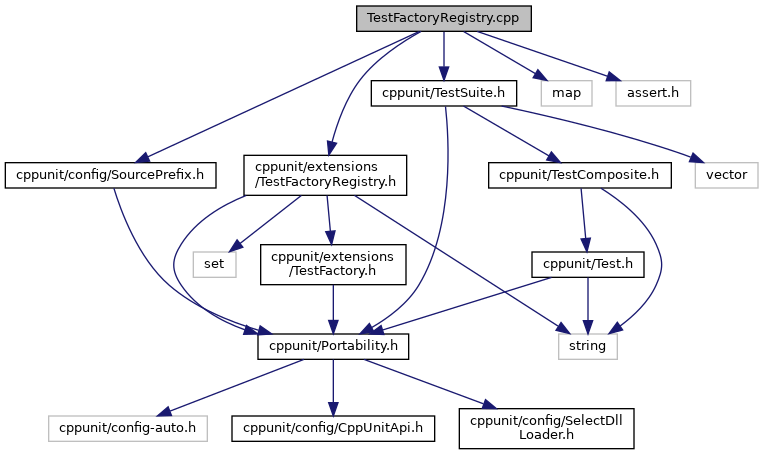 TestFactoryRegistry.cpp
cppunit/TestSuite.h
map
assert.h
cppunit/config/SourcePrefix.h
cppunit/extensions
/TestFactoryRegistry.h
cppunit/TestComposite.h
vector
set
cppunit/extensions
/TestFactory.h
cppunit/Test.h
cppunit/Portability.h
string
cppunit/config-auto.h
cppunit/config/CppUnitApi.h
cppunit/config/SelectDll
Loader.h